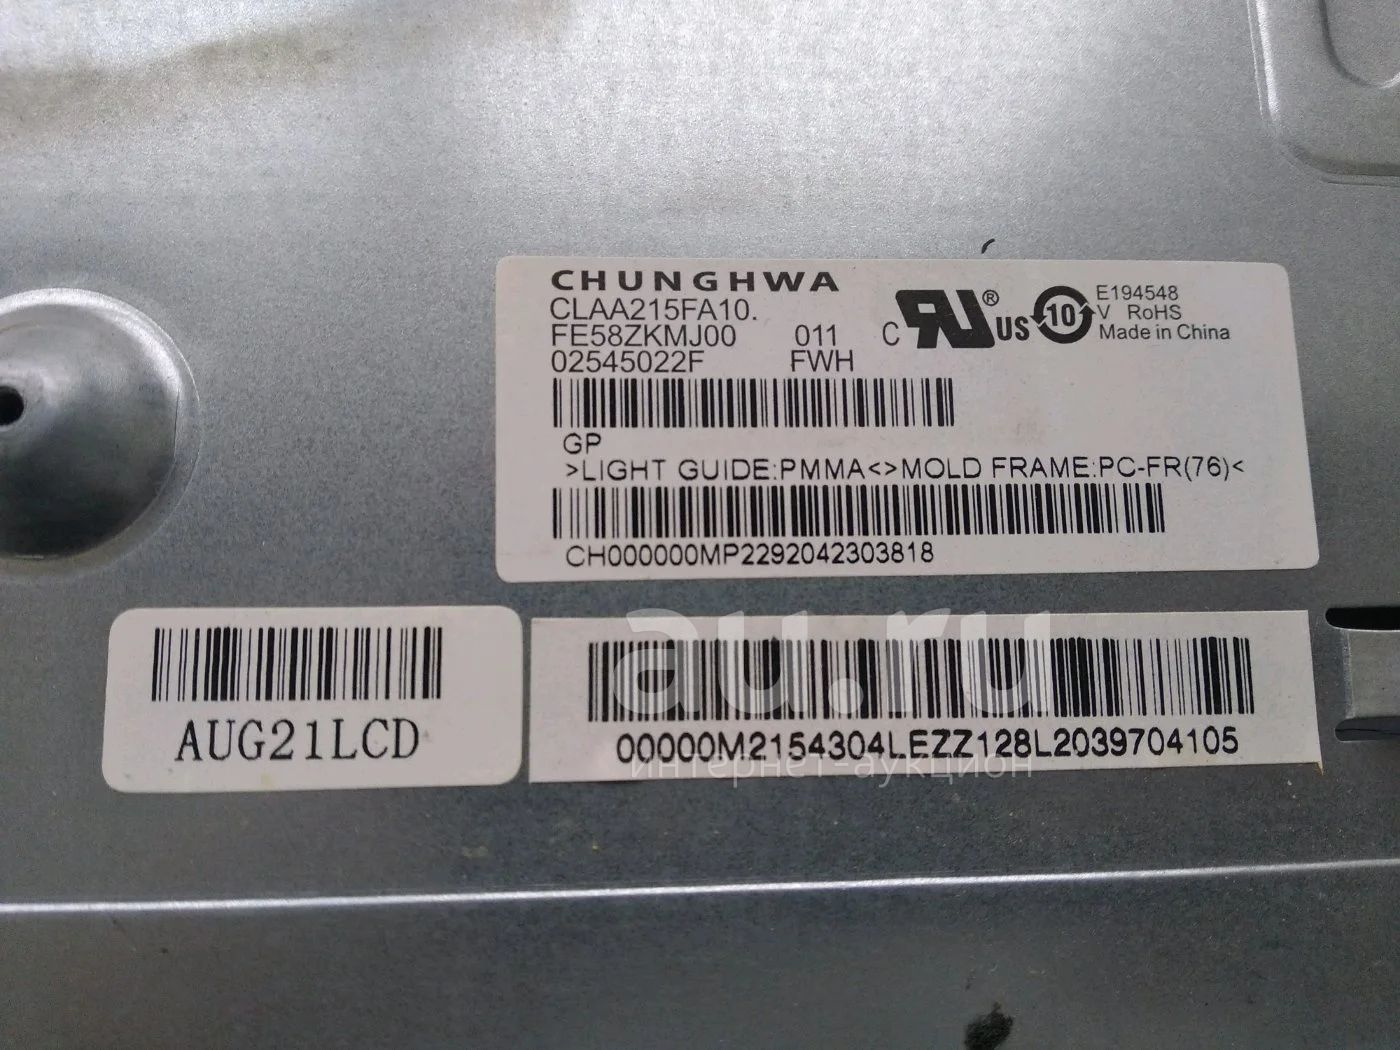 CHUNGHWA
CLAA215FA10.
FE58ZKMJ00 011
02545022F FWH
C RU® US 10
E194548
V RoHS
Made in China
GP
>LIGHT GUIDE:PMMA<>MOLD FRAME:PC-FR(76)<
CH000000MP2292042303818
AUG21LCD
00000M2154304LEZZ128L2039704105
au.ru
интернет-аукцион